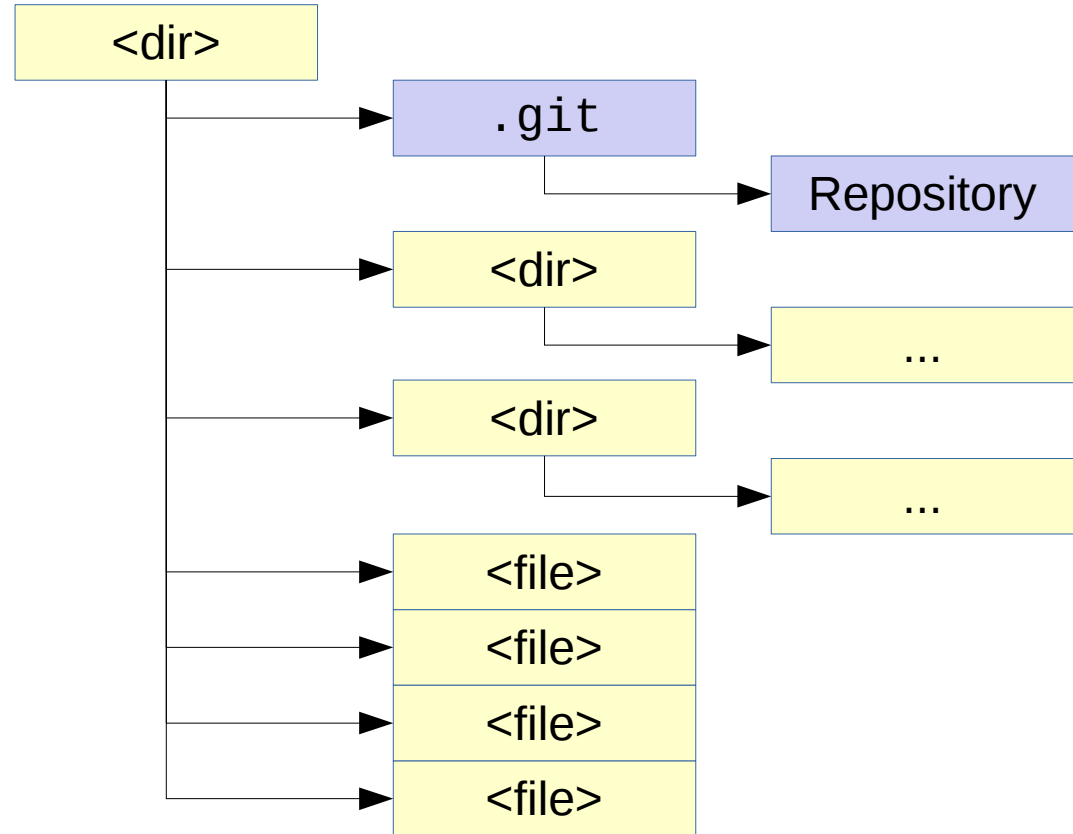 <dir>
.git
Repository
<dir>
...
<dir>
...
<file>
<file>
<file>
<file>